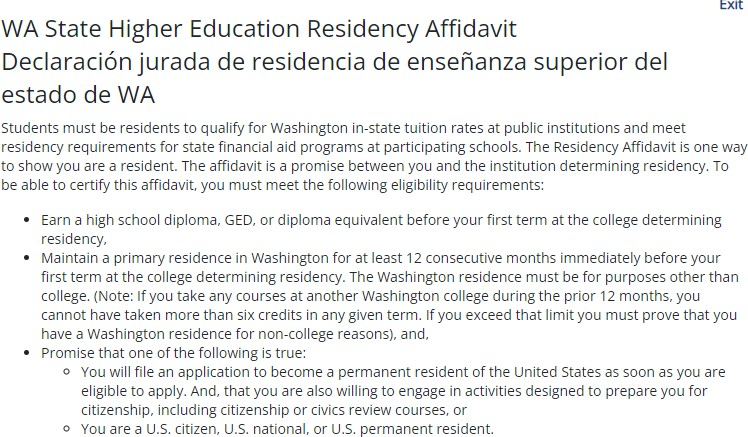 Exit
WA State Higher Education Residency Affidavit
Declaración jurada de residencia de enseñanza superior del
estado de WA
Students must be residents to qualify for Washington in-state tuition rates at public institutions and meet
residency requirements for state financial aid programs at participating schools. The Residency Affidavit is one way
to show you are a resident. The affidavit is a promise between you and the institution determining residency. To
be able to certify this affidavit, you must meet the following eligibility requirements:
• Earn a high school diploma, GED, or diploma equivalent before your first term at the college determining
residency,
• Maintain a primary residence in Washington for at least 12 consecutive months immediately before your
first term at the college determining residency. The Washington residence must be for purposes other than
college. (Note: If you take any courses at another Washington college during the prior 12 months, you
cannot have taken more than six credits in any given term. If you exceed that limit you must prove that you
have a Washington residence for non-college reasons), and,
• Promise that one of the following is true:
◦ You will file an application to become a permanent resident of the United States as soon as you are
eligible to apply. And, that you are also willing to engage in activities designed to prepare you for
citizenship, including citizenship or civics review courses, or
◦ You are a U.S. citizen, U.S. national, or U.S. permanent resident.